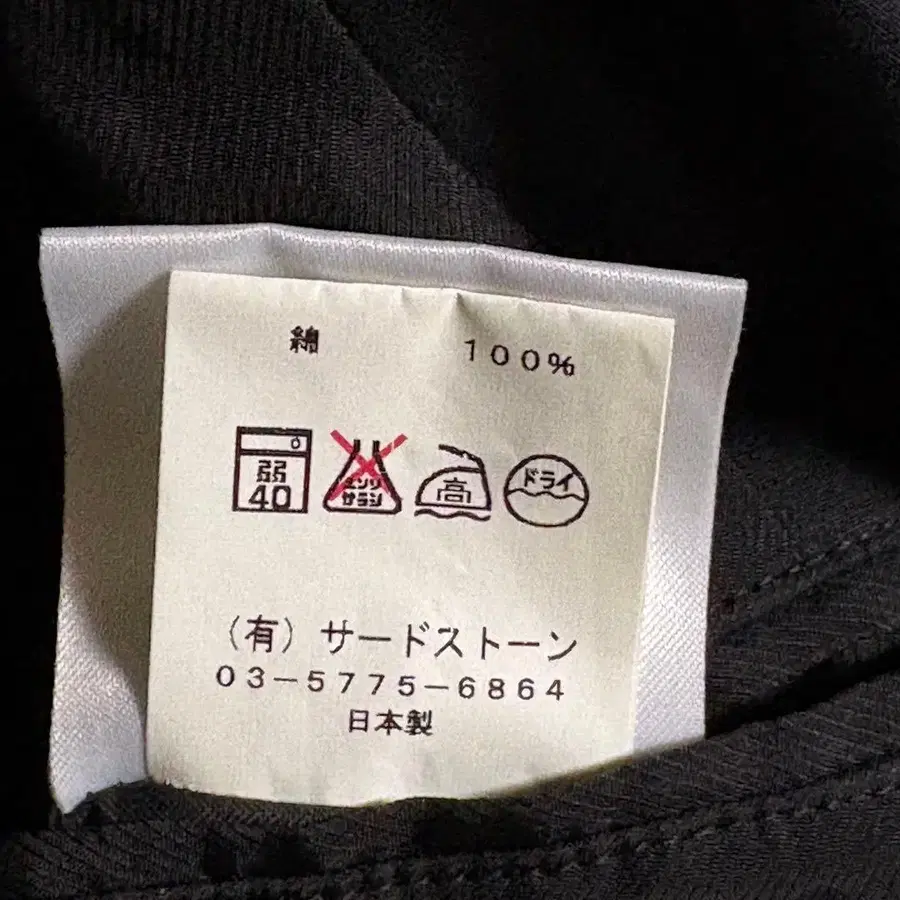 綿 100%
弱 40 エンソ サラシ 高 ドライ
(有) サードストーン
03-5775-6864
日本製